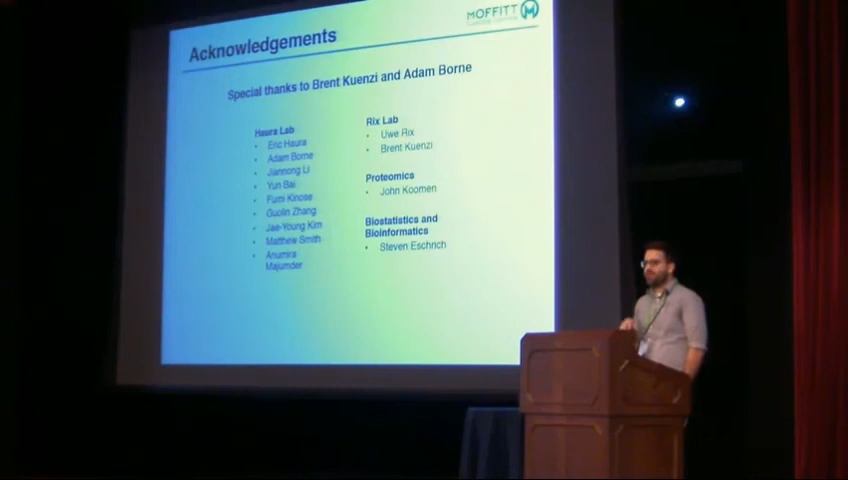 MOFFITT
Acknowledgements
Special thanks to Brent Kuenzi and Adam Borne
Haura Lab
• Eric Haura
• Adam Borne
• Jiannong Li
• Yun Bai
• Fumi Kinose
• Guolin Zhang
• Jae-Young Kim
• Matthew Smith
• Anumira
Majumder
Rix Lab
• Uwe Rix
• Brent Kuenzi
Proteomics
• John Koomen
Biostatistics and
Bioinformatics
• Steven Eschrich